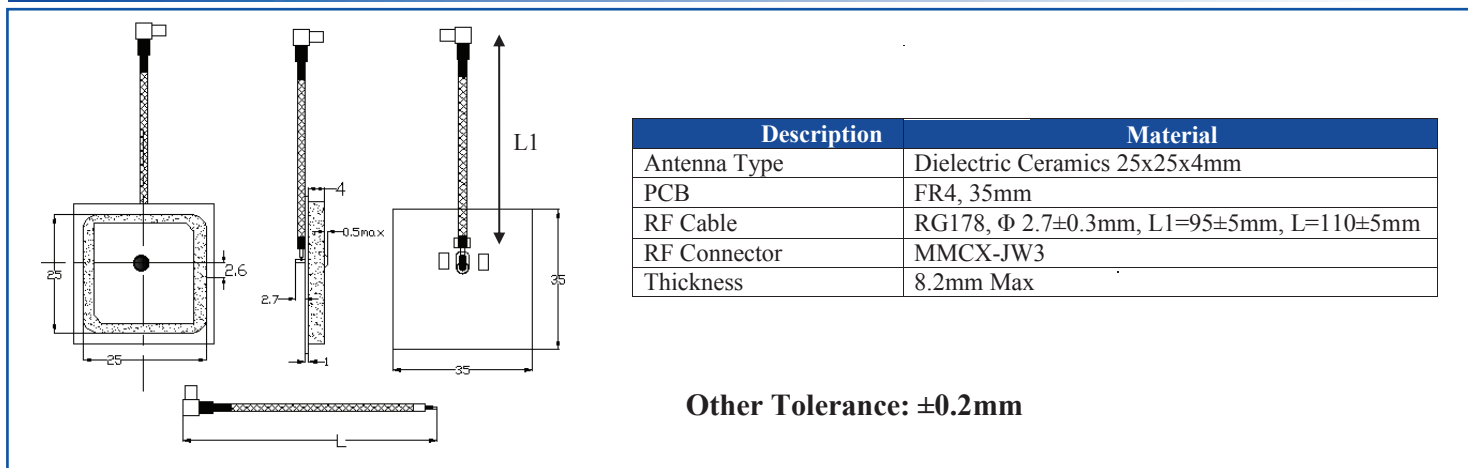 L1
4
0.5max
25
2.6
2.7
35
25
1
35
L
Description Material
Antenna Type Dielectric Ceramics 25x25x4mm
PCB FR4, 35mm
RF Cable RG178, Φ 2.7±0.3mm, L1=95±5mm, L=110±5mm
RF Connector MMCX-JW3
Thickness 8.2mm Max
Other Tolerance: ±0.2mm